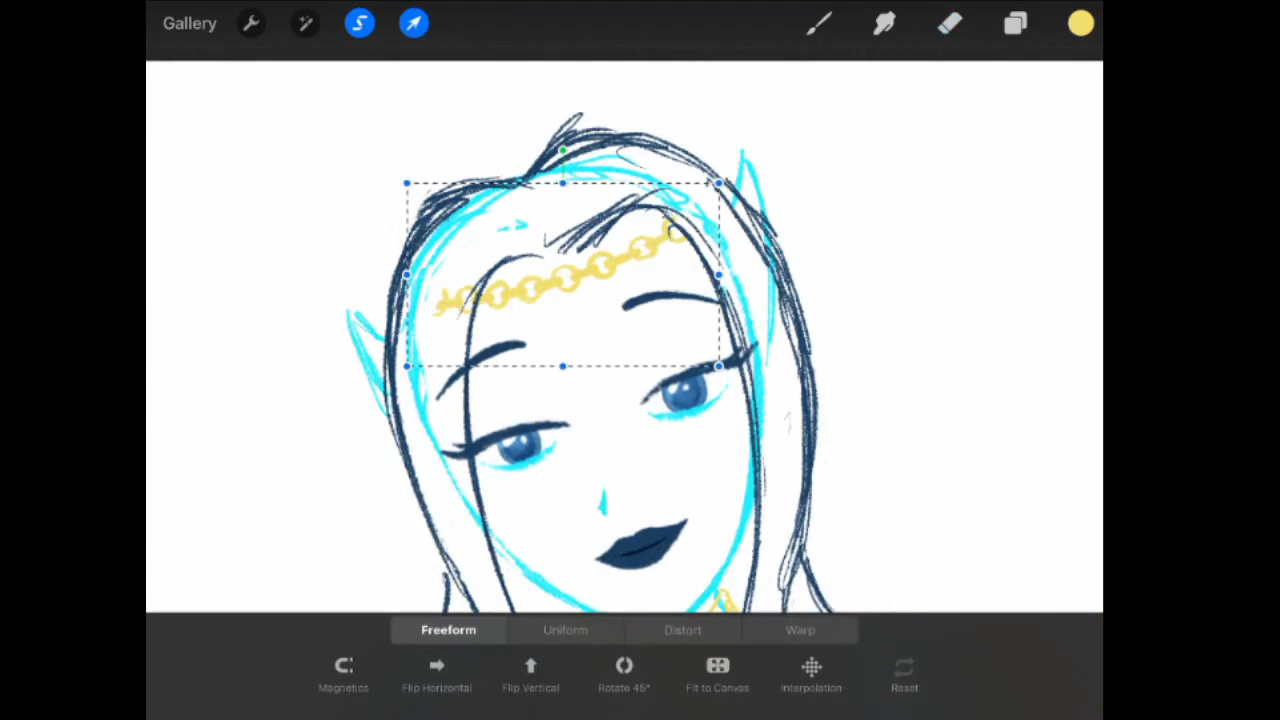 Gallery
Freeform Uniform Distort Warp
Magnetics Flip Horizontal Flip Vertical Rotate 45° Fit to Canvas Interpolation Reset